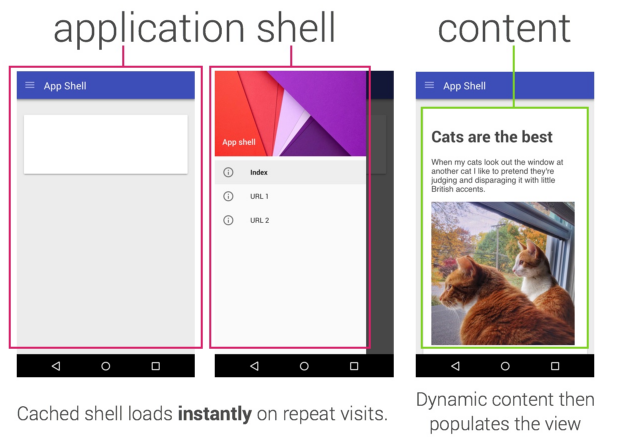 application shell
content
App Shell
App shell
Index
URL 1
URL 2
App Shell
Cats are the best
When my cats look out the window at
another cat I like to pretend they're
judging and disparaging it with little
British accents.
Cached shell loads instantly on repeat visits.
Dynamic content then
populates the view